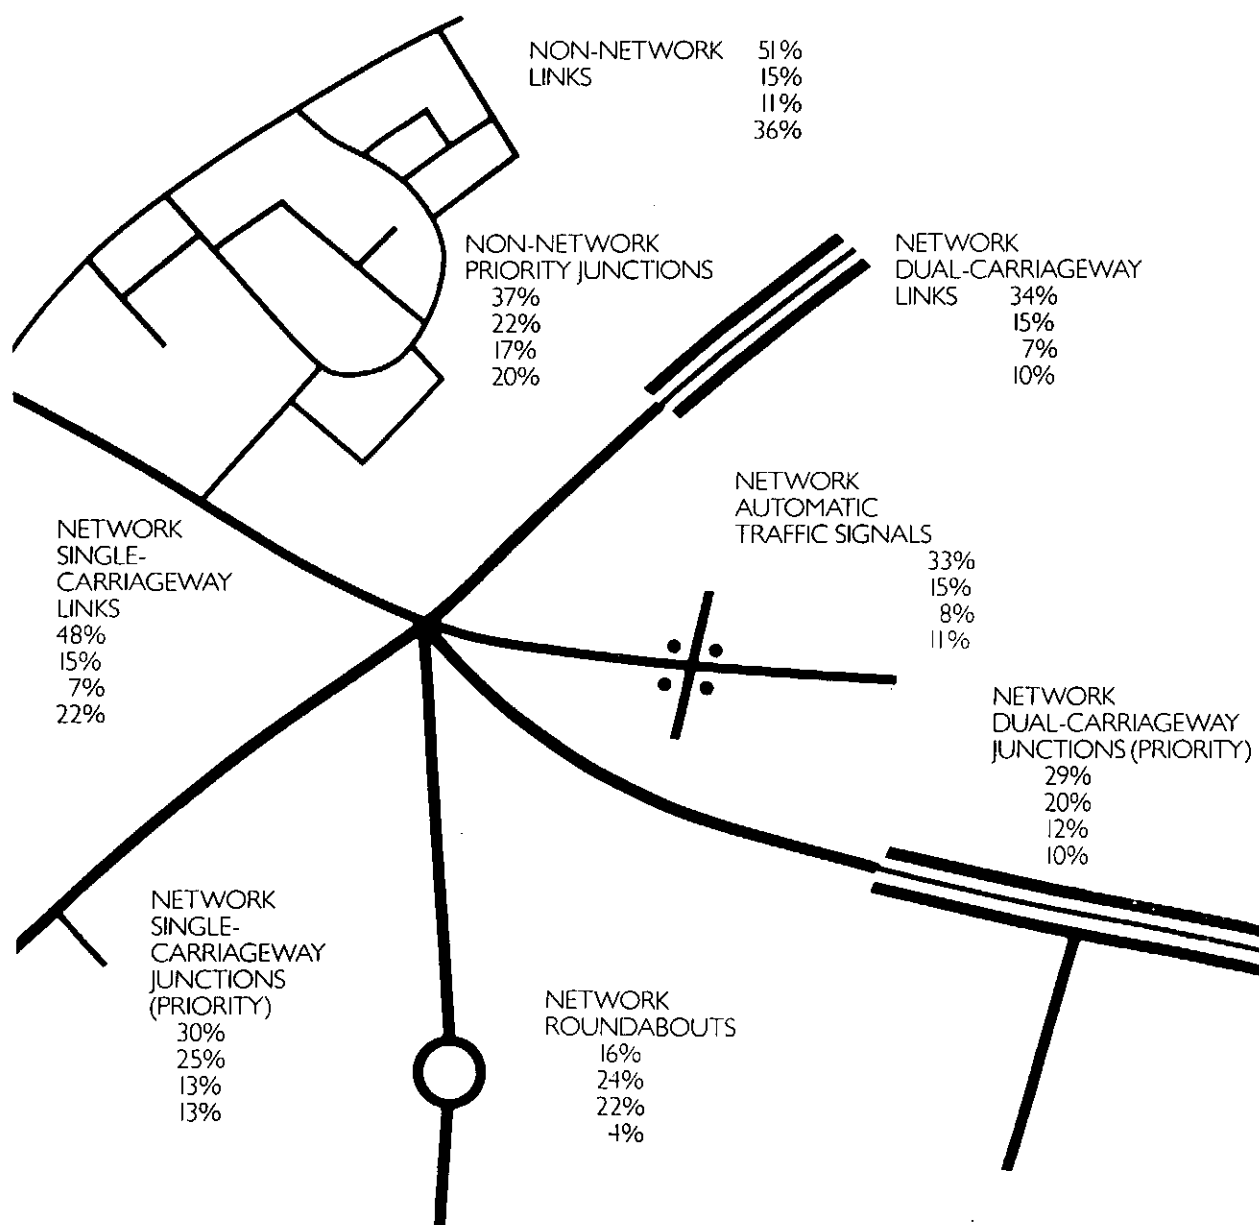 NON-NETWORK 51%
LINKS 15%
11%
36%
NON-NETWORK
PRIORITY JUNCTIONS
37%
22%
17%
20%
NETWORK
DUAL-CARRIAGEWAY
LINKS 34%
15%
7%
10%
NETWORK
AUTOMATIC
TRAFFIC SIGNALS
33%
15%
8%
11%
NETWORK
SINGLE-
CARRIAGEWAY
LINKS
48%
15%
7%
22%
NETWORK
DUAL-CARRIAGEWAY
JUNCTIONS (PRIORITY)
29%
20%
12%
10%
NETWORK
SINGLE-
CARRIAGEWAY
JUNCTIONS
(PRIORITY)
30%
25%
13%
13%
NETWORK
ROUNDABOUTS
16%
24%
22%
4%